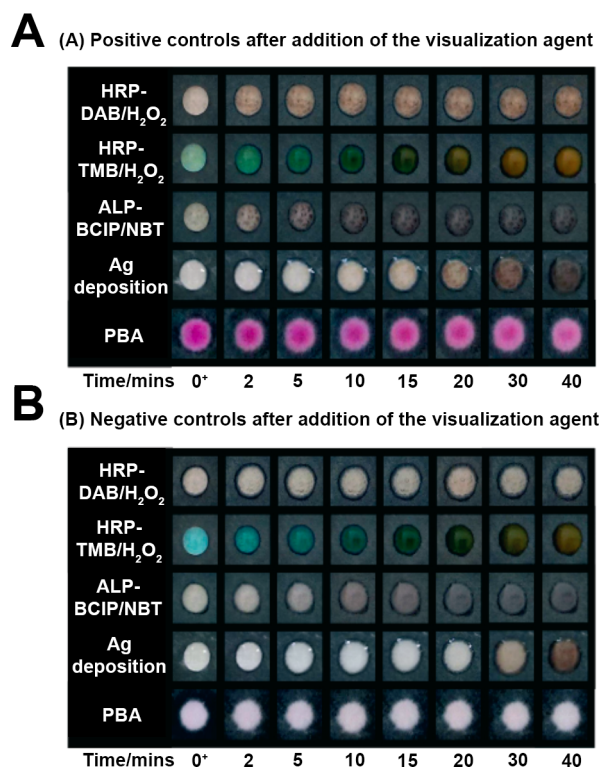 A
(A) Positive controls after addition of the visualization agent
HRP-
DAB/H₂O₂
HRP-
TMB/H₂O₂
ALP-
BCIP/NBT
Ag
deposition
PBA
Time/mins 0⁺ 2 5 10 15 20 30 40
B
(B) Negative controls after addition of the visualization agent
HRP-
DAB/H₂O₂
HRP-
TMB/H₂O₂
ALP-
BCIP/NBT
Ag
deposition
PBA
Time/mins 0⁺ 2 5 10 15 20 30 40